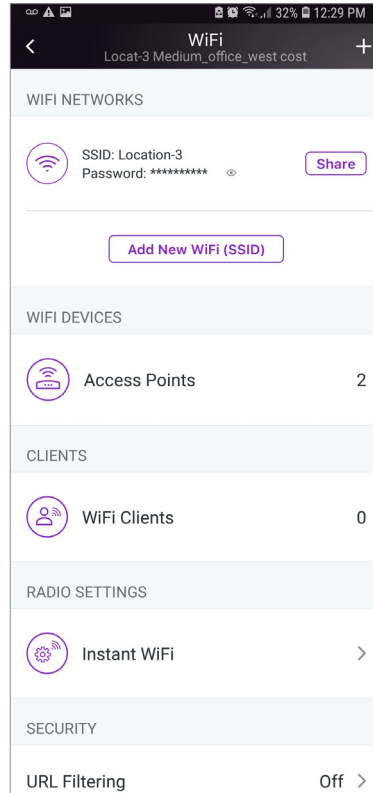 32% 12:29 PM
WiFi
Locat-3 Medium_office_west cost
WIFI NETWORKS
SSID: Location-3
Password: **********
Share
Add New WiFi (SSID)
WIFI DEVICES
Access Points 2
CLIENTS
WiFi Clients 0
RADIO SETTINGS
Instant WiFi
SECURITY
URL Filtering Off